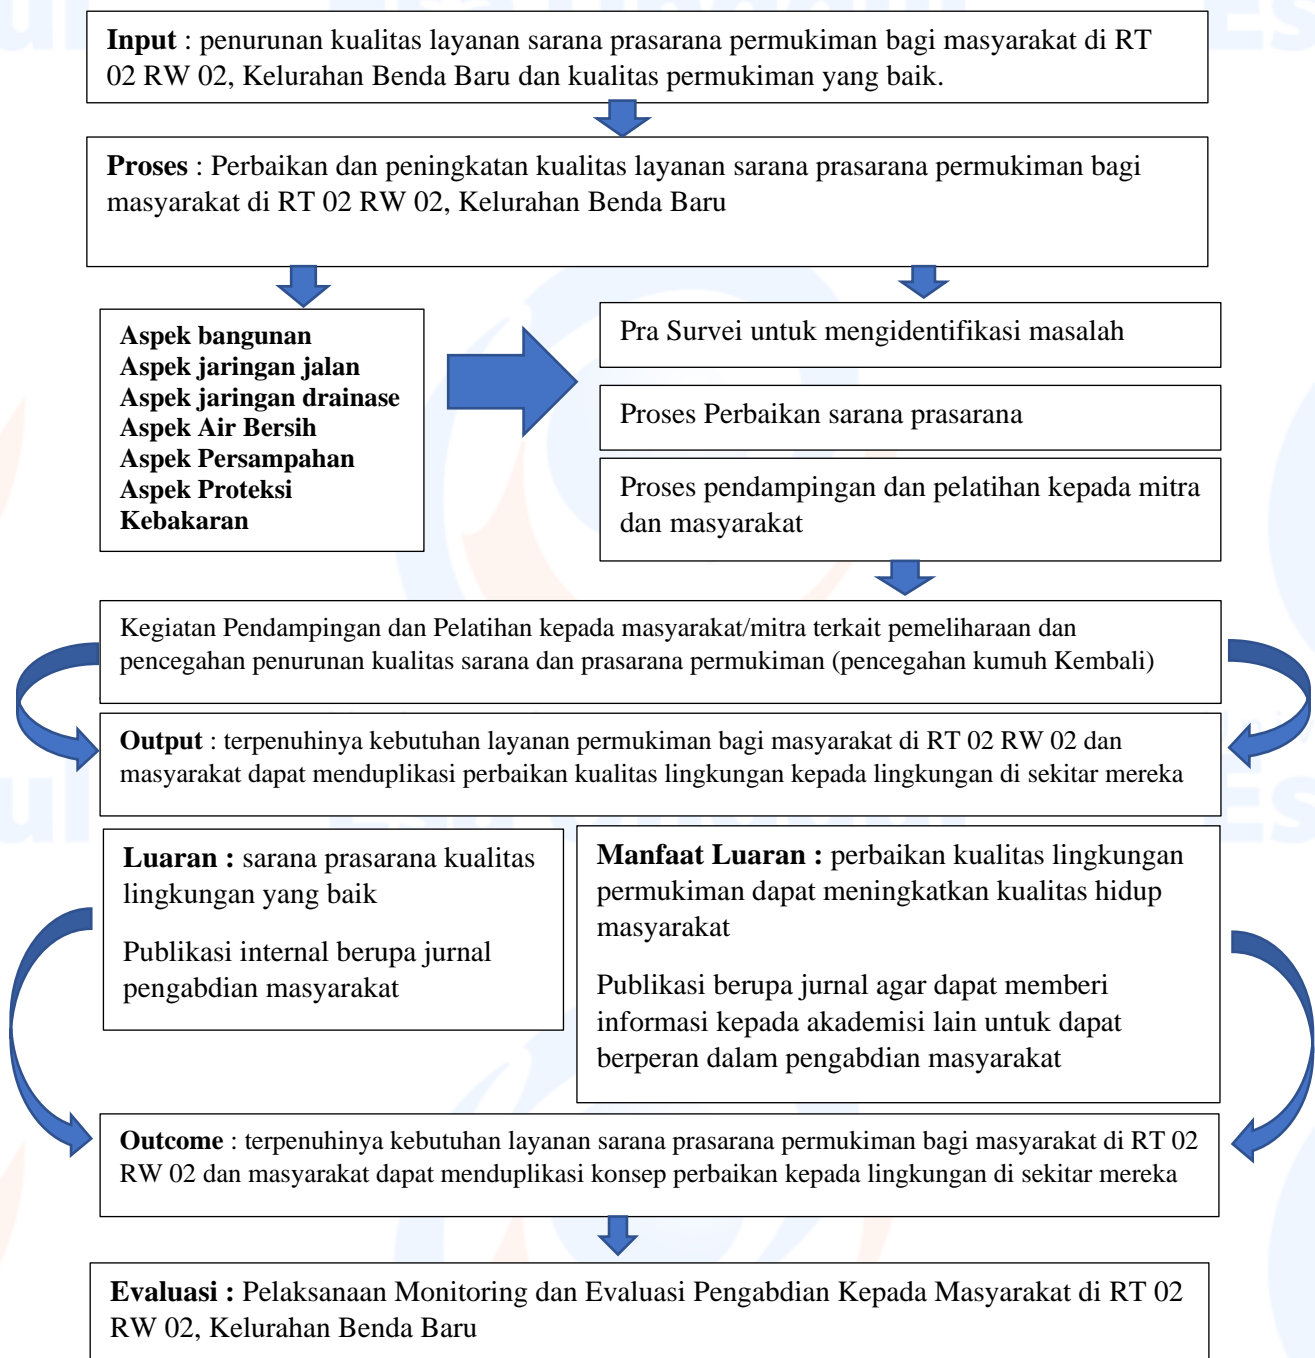 Input : penurunan kualitas layanan sarana prasarana permukiman bagi masyarakat di RT
02 RW 02, Kelurahan Benda Baru dan kualitas permukiman yang baik.
Proses : Perbaikan dan peningkatan kualitas layanan sarana prasarana permukiman bagi
masyarakat di RT 02 RW 02, Kelurahan Benda Baru
Aspek bangunan
Aspek jaringan jalan
Aspek jaringan drainase
Aspek Air Bersih
Aspek Persampahan
Aspek Proteksi
Kebakaran
Pra Survei untuk mengidentifikasi masalah
Proses Perbaikan sarana prasarana
Proses pendampingan dan pelatihan kepada mitra
dan masyarakat
Kegiatan Pendampingan dan Pelatihan kepada masyarakat/mitra terkait pemeliharaan dan
pencegahan penurunan kualitas sarana dan prasarana permukiman (pencegahan kumuh Kembali)
Output : terpenuhinya kebutuhan layanan permukiman bagi masyarakat di RT 02 RW 02 dan
masyarakat dapat menduplikasi perbaikan kualitas lingkungan kepada lingkungan di sekitar mereka
Luaran : sarana prasarana kualitas
lingkungan yang baik
Publikasi internal berupa jurnal
pengabdian masyarakat
Manfaat Luaran : perbaikan kualitas lingkungan
permukiman dapat meningkatkan kualitas hidup
masyarakat
Publikasi berupa jurnal agar dapat memberi
informasi kepada akademisi lain untuk dapat
berperan dalam pengabdian masyarakat
Outcome : terpenuhinya kebutuhan layanan sarana prasarana permukiman bagi masyarakat di RT 02
RW 02 dan masyarakat dapat menduplikasi konsep perbaikan kepada lingkungan di sekitar mereka
Evaluasi : Pelaksanaan Monitoring dan Evaluasi Pengabdian Kepada Masyarakat di RT 02
RW 02, Kelurahan Benda Baru